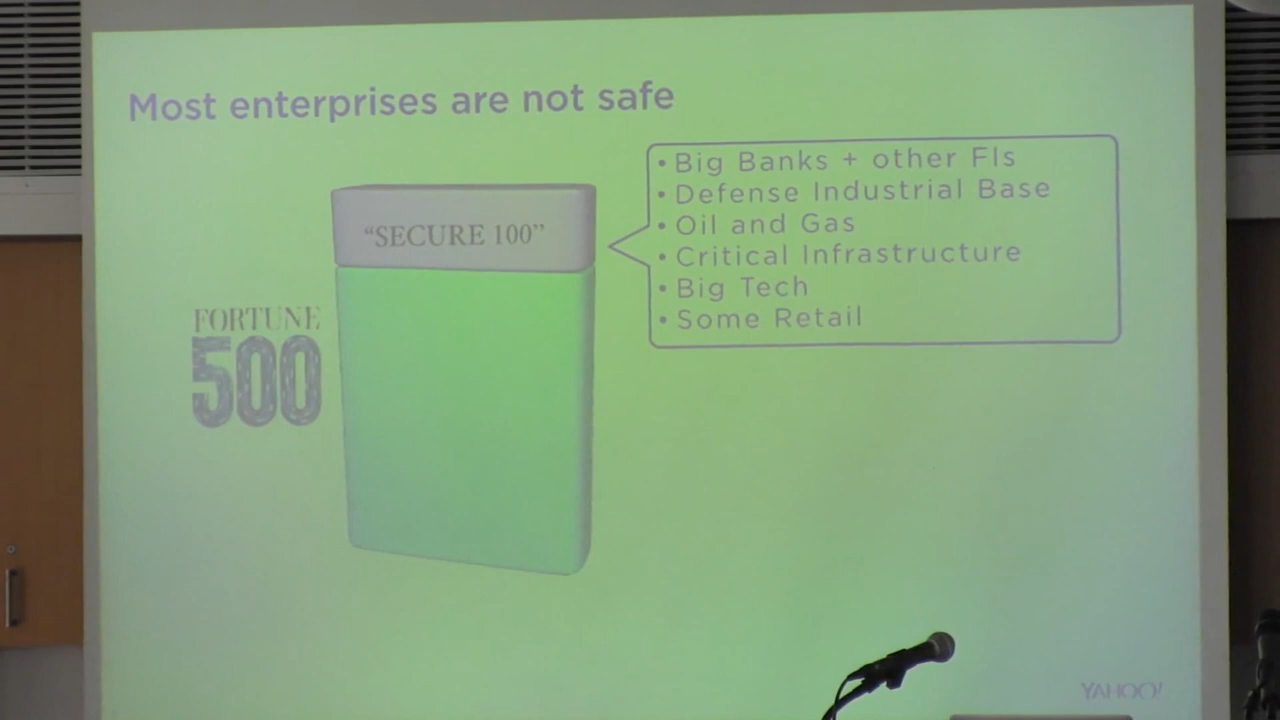 Most enterprises are not safe
"SECURE 100"
• Big Banks + other FIs
• Defense Industrial Base
• Oil and Gas
• Critical Infrastructure
• Big Tech
• Some Retail
FORTUNE
500
YAHOO!